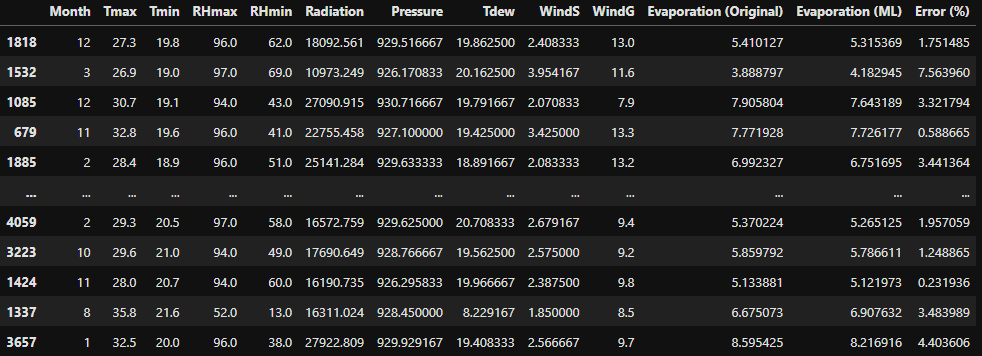 Month Tmax Tmin RHmax RHmin Radiation Pressure Tdew WindS WindG Evaporation (Original) Evaporation (ML) Error (%)
1818 12 27.3 19.8 96.0 62.0 18092.561 929.516667 19.862500 2.408333 13.0 5.410127 5.315369 1.751485
1532 3 26.9 19.0 97.0 69.0 10973.249 926.170833 20.162500 3.954167 11.6 3.888797 4.182945 7.563960
1085 12 30.7 19.1 94.0 43.0 27090.915 930.716667 19.791667 2.070833 7.9 7.905804 7.643189 3.321794
679 11 32.8 19.6 96.0 41.0 22755.458 927.100000 19.425000 3.425000 13.3 7.771928 7.726177 0.588665
1885 2 28.4 18.9 96.0 51.0 25141.284 929.633333 18.891667 2.083333 13.2 6.992327 6.751695 3.441364
... ... ... ... ... ... ... ... ... ... ... ... ... ...
4059 2 29.3 20.5 97.0 58.0 16572.759 929.625000 20.708333 2.679167 9.4 5.370224 5.265125 1.957059
3223 10 29.6 21.0 94.0 49.0 17690.649 928.766667 19.562500 2.575000 9.2 5.859792 5.786611 1.248865
1424 11 28.0 20.7 94.0 60.0 16190.735 926.295833 19.966667 2.387500 9.8 5.133881 5.121973 0.231936
1337 8 35.8 21.6 52.0 13.0 16311.024 928.450000 8.229167 1.850000 8.5 6.675073 6.907632 3.483989
3657 1 32.5 20.0 96.0 38.0 27922.809 929.929167 19.408333 2.566667 9.7 8.595425 8.216916 4.403606